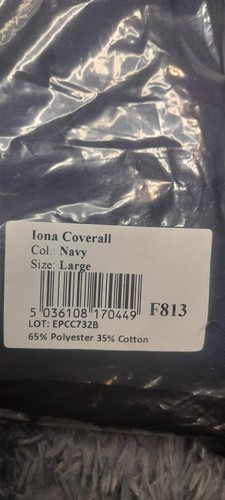 Iona Coverall
Col.: Navy
Size: Large
5 036108 170449 F813
LOT: EPCC732B
65% Polyester 35% Cotton